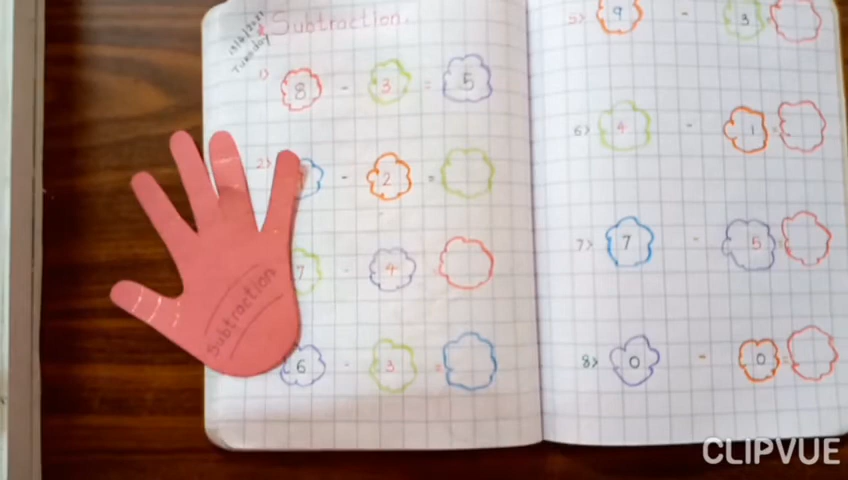 Subtraction.
Tuesday
1) 8 - 3 = 5
2) - 2 =
7 - 4 =
6 - 3 =
5) 9 - 3 =
6) 4 - 1 =
7) 7 - 5 =
8) 0 - 0 =
Subtraction
CLIPVUE